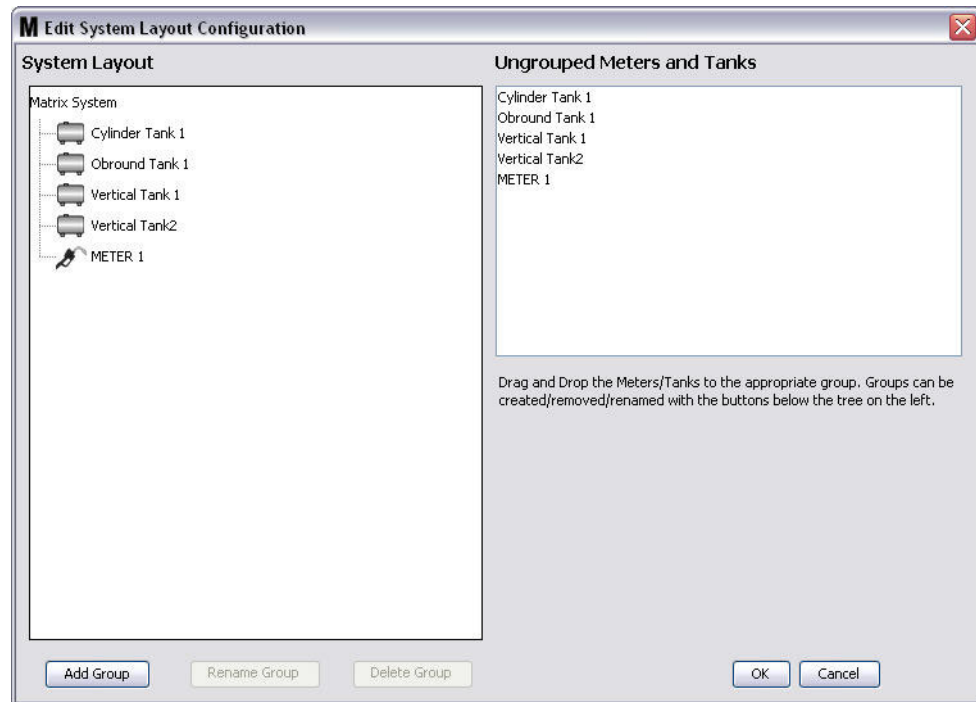 M Edit System Layout Configuration
System Layout
Matrix System
Cylinder Tank 1
Obround Tank 1
Vertical Tank 1
Vertical Tank2
METER 1
Ungrouped Meters and Tanks
Cylinder Tank 1
Obround Tank 1
Vertical Tank 1
Vertical Tank2
METER 1
Drag and Drop the Meters/Tanks to the appropriate group. Groups can be
created/removed/renamed with the buttons below the tree on the left.
Add Group
Rename Group
Delete Group
OK
Cancel